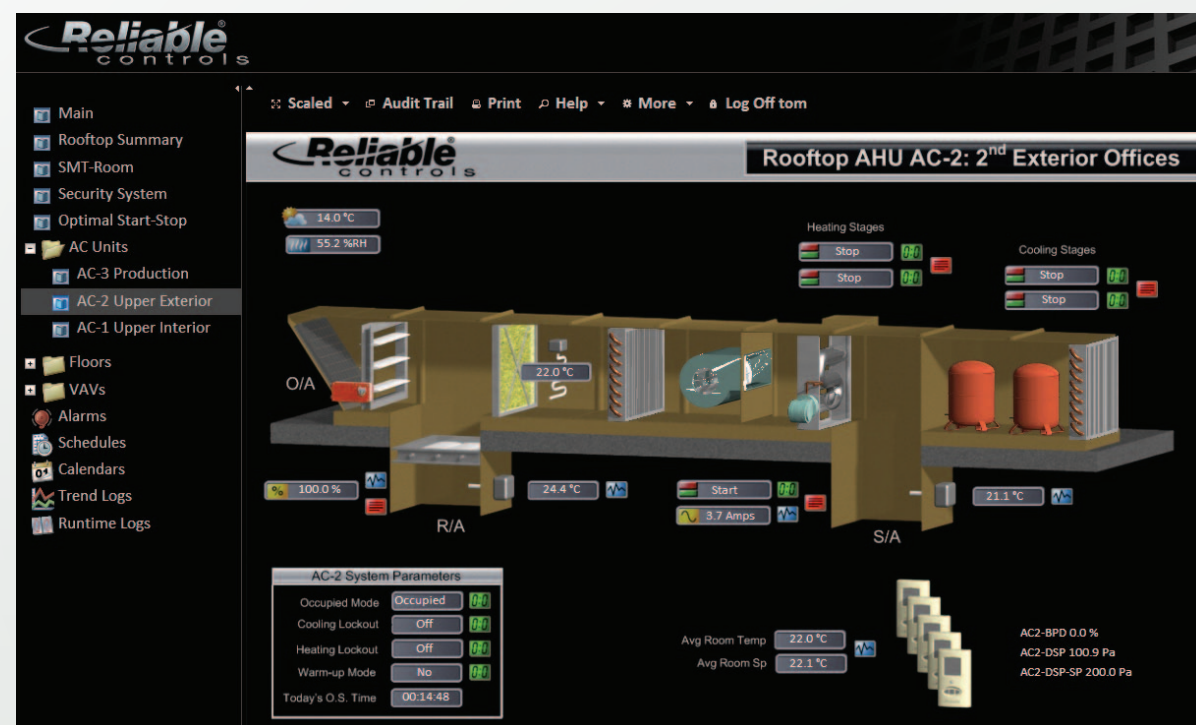 Reliable®
controls
Main
Rooftop Summary
SMT-Room
Security System
Optimal Start-Stop
AC Units
AC-3 Production
AC-2 Upper Exterior
AC-1 Upper Interior
Floors
VAVs
Alarms
Schedules
Calendars
Trend Logs
Runtime Logs
Scaled Audit Trail Print Help More Log Off tom
Reliable®
controls
Rooftop AHU AC-2: 2nd Exterior Offices
14.0 °C
55.2 %RH
Heating Stages
Stop
Stop
Cooling Stages
Stop
Stop
O/A
22.0 °C
% 100.0 %
R/A
24.4 °C
Start
3.7 Amps
S/A
21.1 °C
AC-2 System Parameters
Occupied Mode Occupied
Cooling Lockout Off
Heating Lockout Off
Warm-up Mode No
Today's O.S. Time 00:14:48
Avg Room Temp 22.0 °C
Avg Room Sp 22.1 °C
AC2-BPD 0.0 %
AC2-DSP 100.9 Pa
AC2-DSP-SP 200.0 Pa